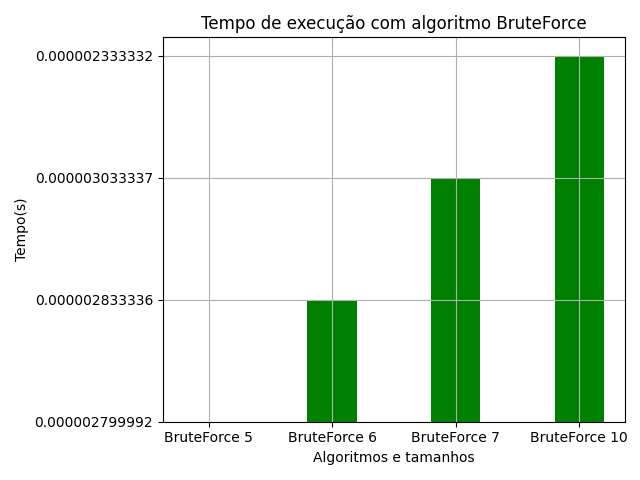 Tempo de execução com algoritmo BruteForce
0.000002333332
0.000003033337
0.000002833336
0.000002799992
Tempo(s)
BruteForce 5 BruteForce 6 BruteForce 7 BruteForce 10
Algoritmos e tamanhos